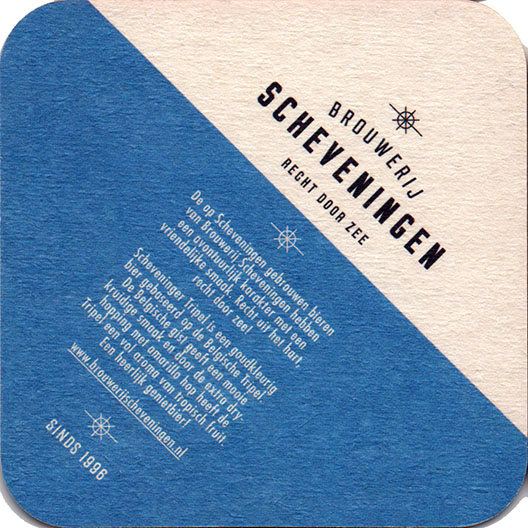 BROUWERIJ
SCHEVENINGEN
RECHT DOOR ZEE
De op Scheveningen gebrouwen bieren
van Brouwerij Scheveningen hebben
een avontuurlijk karakter met een
vriendelijke smaak. Recht uit het hart,
recht door zee!
Scheveninger Tripel is een goudkleurig
bier gebaseerd op de Belgische Tripel
De Belgische gist geeft een mooie
kruidige smaak en door de extra dry-
hopping met amarillo hop heeft de
Tripel een vol aroma van tropisch fruit.
Een heerlijk genietbier!
www.brouwerijscheveningen.nl
SINDS 1996